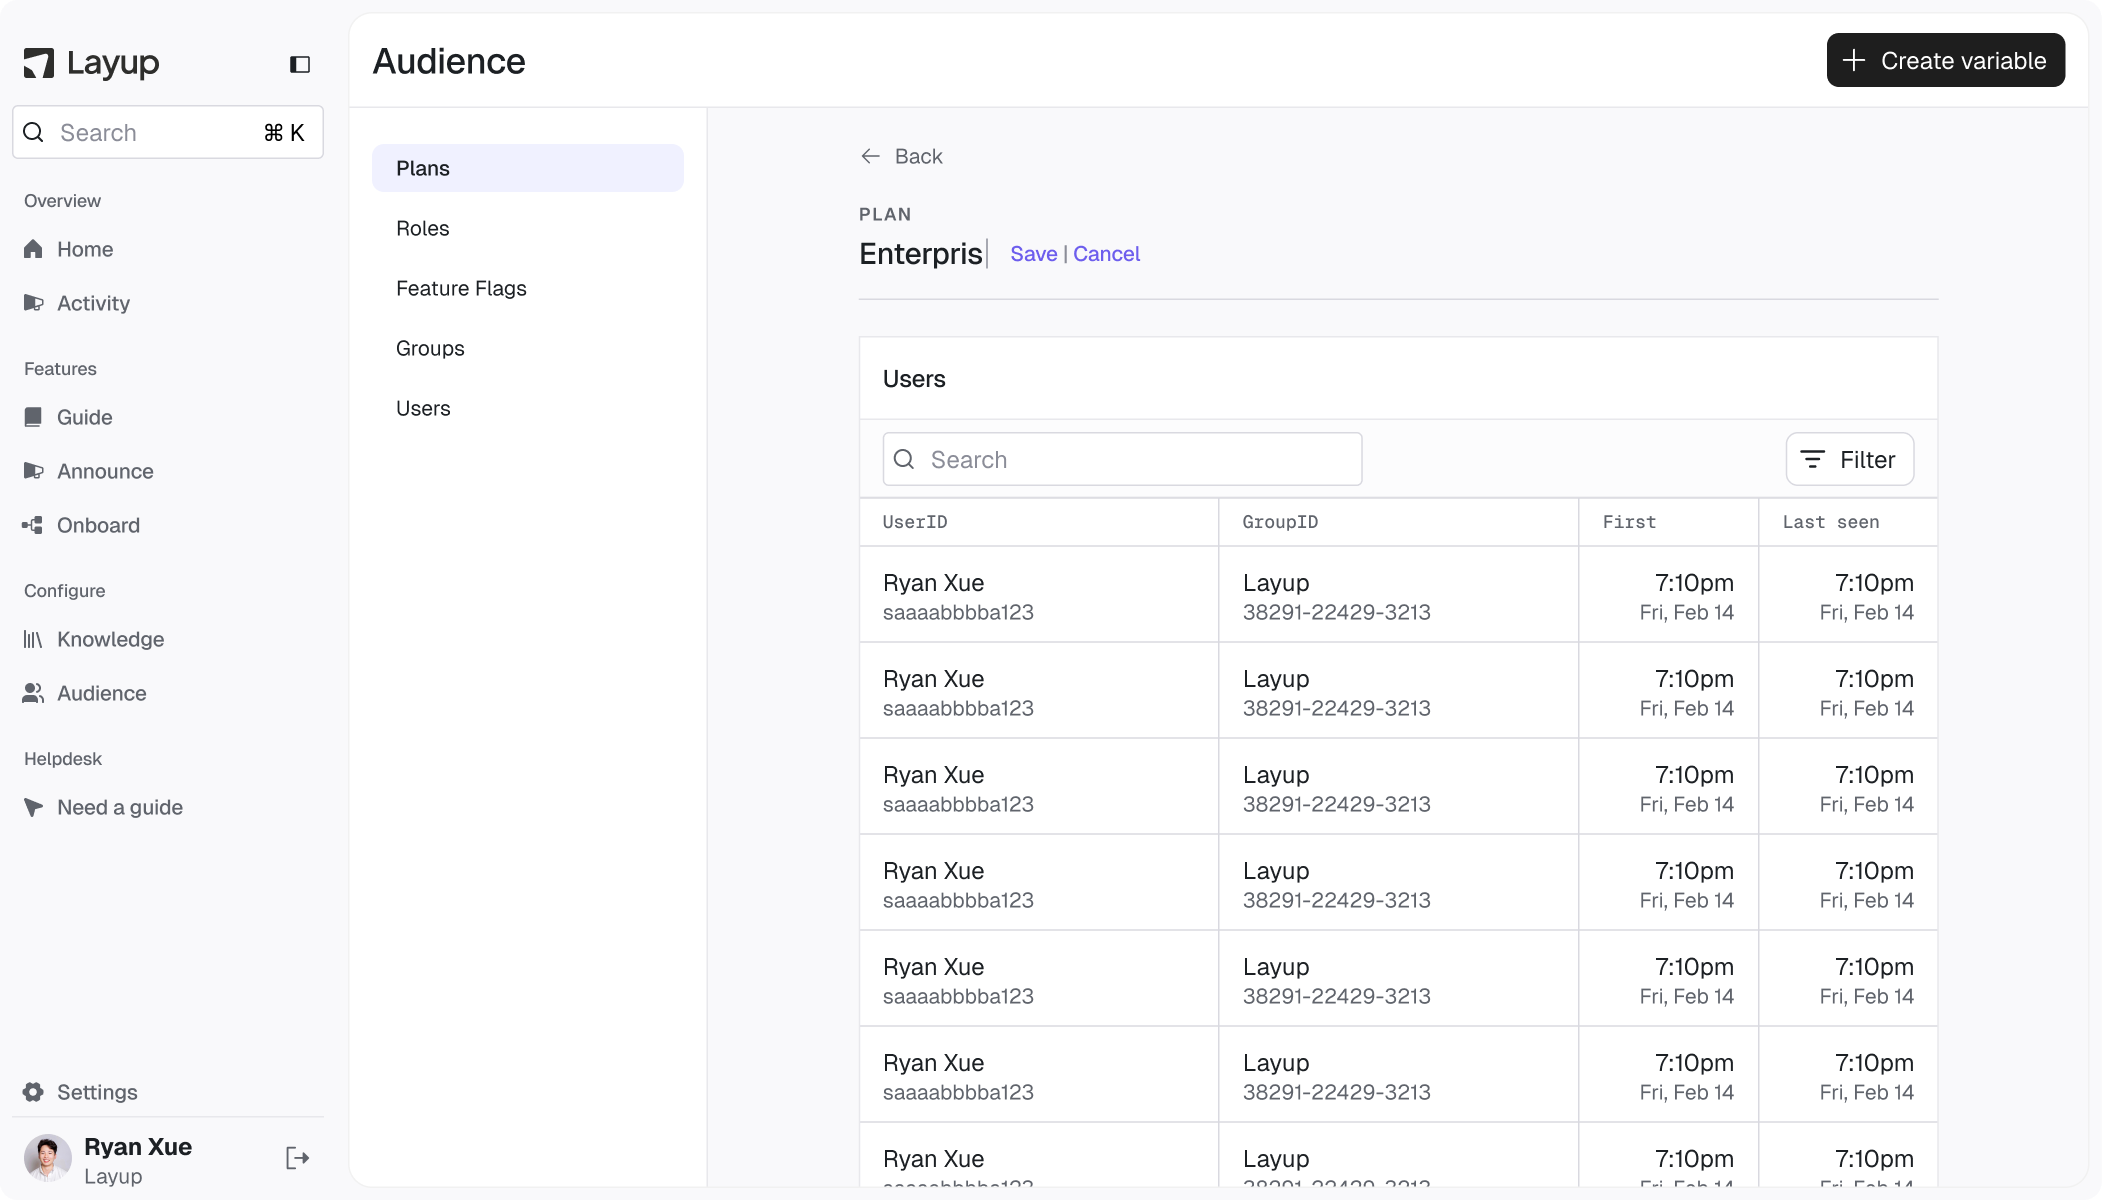 Layup
Search ⌘ K
Overview
Home
Activity
Features
Guide
Announce
Onboard
Configure
Knowledge
Audience
Helpdesk
Need a guide
Settings
Ryan Xue
Layup
Audience
Create variable
Plans
Roles
Feature Flags
Groups
Users
Back
PLAN
Enterpris Save | Cancel
Users
Search Filter
UserID GroupID First Last seen
Ryan Xue Layup 7:10pm 7:10pm
saaaabbbba123 38291-22429-3213 Fri, Feb 14 Fri, Feb 14
Ryan Xue Layup 7:10pm 7:10pm
saaaabbbba123 38291-22429-3213 Fri, Feb 14 Fri, Feb 14
Ryan Xue Layup 7:10pm 7:10pm
saaaabbbba123 38291-22429-3213 Fri, Feb 14 Fri, Feb 14
Ryan Xue Layup 7:10pm 7:10pm
saaaabbbba123 38291-22429-3213 Fri, Feb 14 Fri, Feb 14
Ryan Xue Layup 7:10pm 7:10pm
saaaabbbba123 38291-22429-3213 Fri, Feb 14 Fri, Feb 14
Ryan Xue Layup 7:10pm 7:10pm
saaaabbbba123 38291-22429-3213 Fri, Feb 14 Fri, Feb 14
Ryan Xue Layup 7:10pm 7:10pm